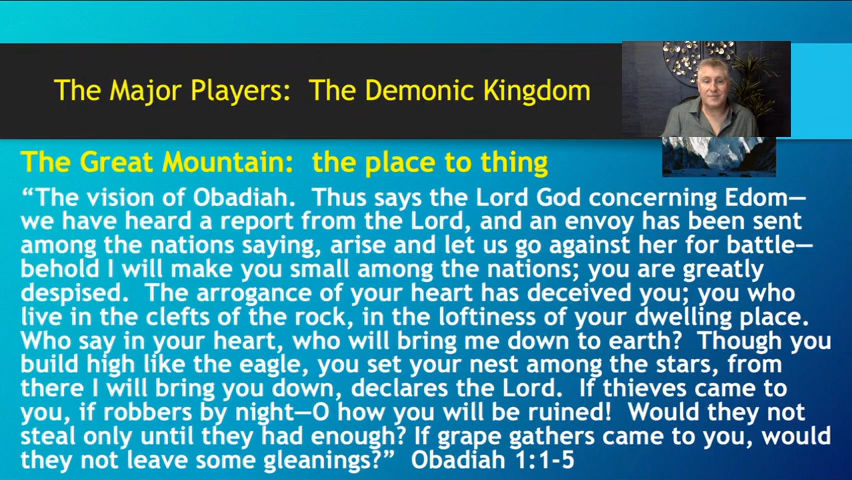 The Major Players:  The Demonic Kingdom
The Great Mountain:  the place to thing
“The vision of Obadiah.  Thus says the Lord God concerning Edom—
we have heard a report from the Lord, and an envoy has been sent
among the nations saying, arise and let us go against her for battle—
behold I will make you small among the nations; you are greatly
despised.  The arrogance of your heart has deceived you; you who
live in the clefts of the rock, in the loftiness of your dwelling place.
Who say in your heart, who will bring me down to earth?  Though you
build high like the eagle, you set your nest among the stars, from
there I will bring you down, declares the Lord.  If thieves came to
you, if robbers by night—O how you will be ruined!  Would they not
steal only until they had enough? If grape gatherers came to you, would
they not leave some gleanings?”  Obadiah 1:1-5